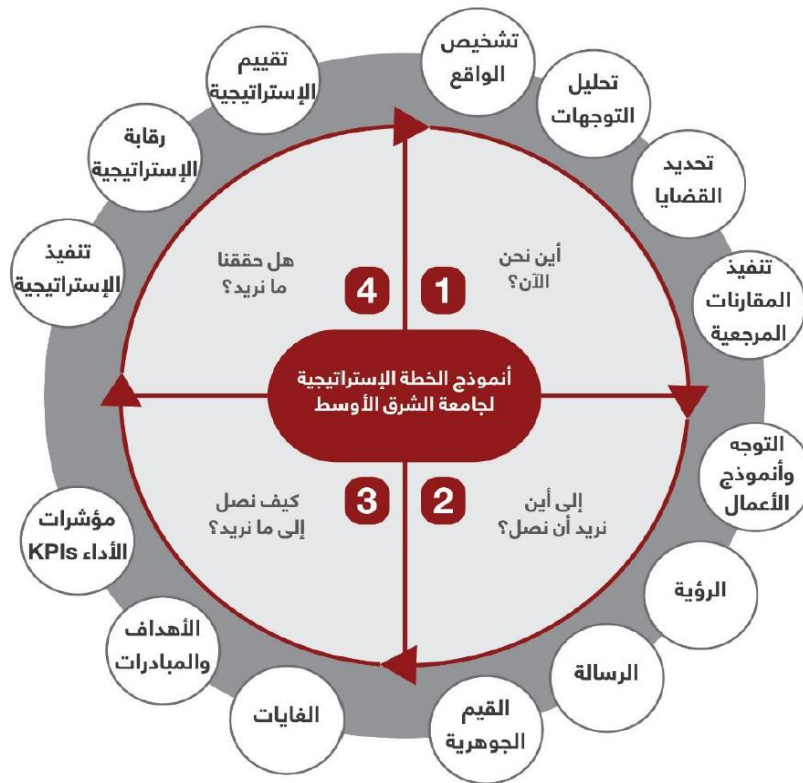 تشخيص
الواقع
تحليل
التوجهات
تحديد
القضايا
تنفيذ
المقارنات
المرجعية
التوجه
وأنموذج
الأعمال
الرؤية
الرسالة
القيم
الجوهرية
الغايات
الأهداف
والمبادرات
مؤشرات
الأداء KPIs
تنفيذ
الإستراتيجية
رقابة
الإستراتيجية
تقييم
الإستراتيجية
أين نحن
الآن؟
1
إلى أين
نريد أن نصل؟
2
كيف نصل
إلى ما نريد؟
3
هل حققنا
ما نريد؟
4
أنموذج الخطة الإستراتيجية
لجامعة الشرق الأوسط